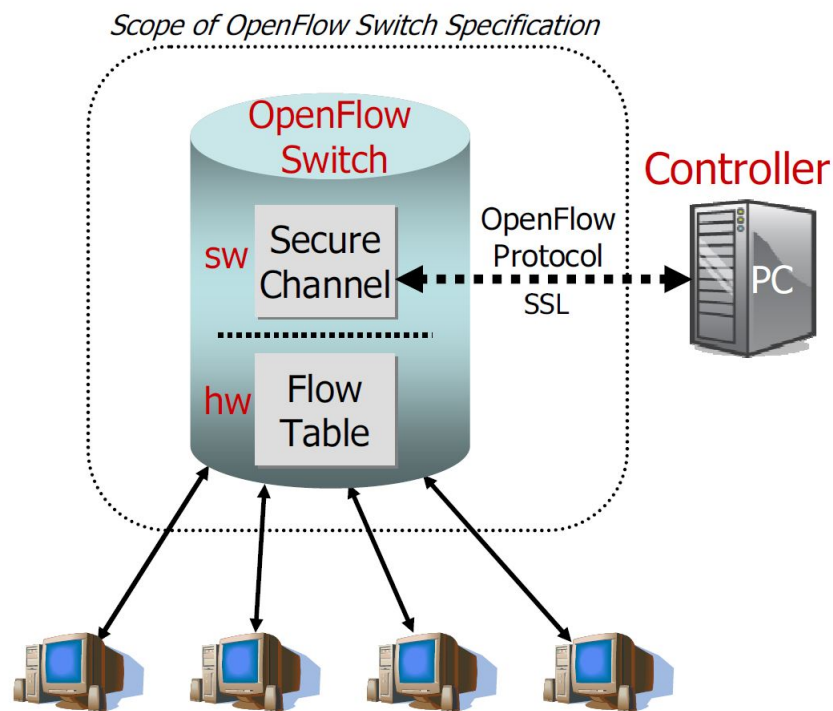 Scope of OpenFlow Switch Specification
OpenFlow
Switch
Controller
sw
Secure
Channel
OpenFlow
Protocol
SSL
PC
hw
Flow
Table